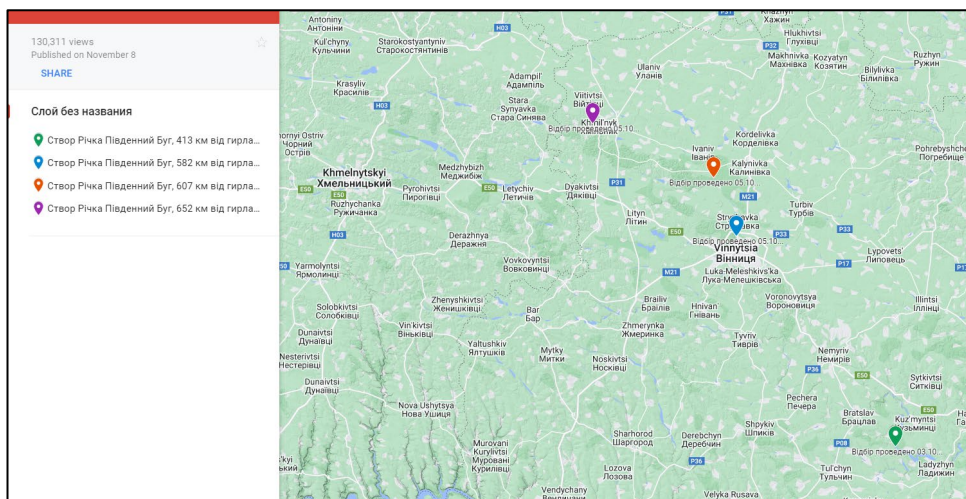 130,311 views
Published on November 8
SHARE
Слой без названия
Створ Річка Південний Буг, 413 км від гирла...
Створ Річка Південний Буг, 582 км від гирла...
Створ Річка Південний Буг, 607 км від гирла...
Створ Річка Південний Буг, 652 км від гирла...
Antoniny
Антоніни
H03
Kul'chyny
Кульчини
Starokostyantyniv
Старокостянтинів
P32
Hlukhivtsi
Глухівці
Makhnivka
Махнівка
Kozyatyn
Козятин
Ruzhyn
Ружин
Bilylivka
Білилівка
Ulaniv
Уланів
Adampil'
Адампіль
Krasyliv
Красилів
H03
Stara
Synyavka
Стара Синява
Viitivtsi
Війтівці
Відбір проведено 05.10...
Чорний
Острів
Kordelivka
Корделівка
Pohrebyshche
Погребище
Ivaniv
Іванів
Kalynivka
Калинівка
Відбір проведено 05.10...
Khmelnytskyi
Хмельницький
Medzhybizh
Меджибіж
E50
Pyrohivtsi
Пирогівці
E50
Letychiv
Летичів
Dyakivtsi
Дяківці
P31
M21
Ruzhychanka
Ружичанка
Lityn
Літин
Turbiv
Турбів
H03
Derazhnya
Деражня
E50
P33
P33
Відбір проведено 05.10...
Vinnytsia
Вінниця
Lypovets
Липовець
P17
P17
Vovkovyntsi
Вовковинці
E50
Yarmolyntsi
Ярмолинці
M21
Luka-Meleshkivs'ka
Лука-Мелешківська
Solobkivtsi
Солобківці
Zhenyshkivtsi
Женишківці
Bar
Бар
Brailiv
Браїлів
Hnivan
Гнівань
Voronovytsya
Вороновиця
Illintsi
Іллінці
Dunaivtsi
Дунаївці
Vin'kivtsi
Віньківці
Zhmerynka
Жмеринка
Tyvriv
Тиврів
Yaltushkiv
Ялтушків
Mytky
Митки
Noskivtsi
Носківці
Nemyriv
Немирів
Nesterivtsi
Нестерівці
P36
E50
Sytkivtsi
Ситківці
Dunaivtsi
Дунаївці
Pechera
Печера
Nova Ushytsya
Нова Ушиця
Bratslav
Брацлав
Kuz'myntsi
Кузьминці
E50
Sharhorod
Шаргород
Derebchyn
Деребчин
Shpykiv
Шпиків
P08
Відбір проведено 03.10...
Murovani
Kurylivtsi
Муровані
Курилівці
P36
Tul'chyn
Тульчин
Ladyzhyn
Ладижин
Lozova
Лозова
Vendychany
Velyka Rusava